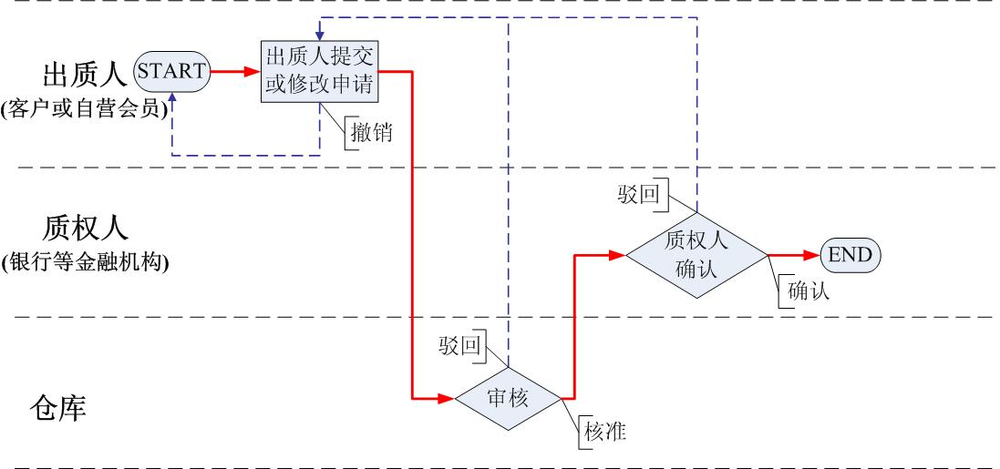 出质人
(客户或自营会员)
START
出质人提交
或修改申请
撤销
质权人
(银行等金融机构)
驳回
质权人
确认
END
确认
仓库
驳回
审核
核准